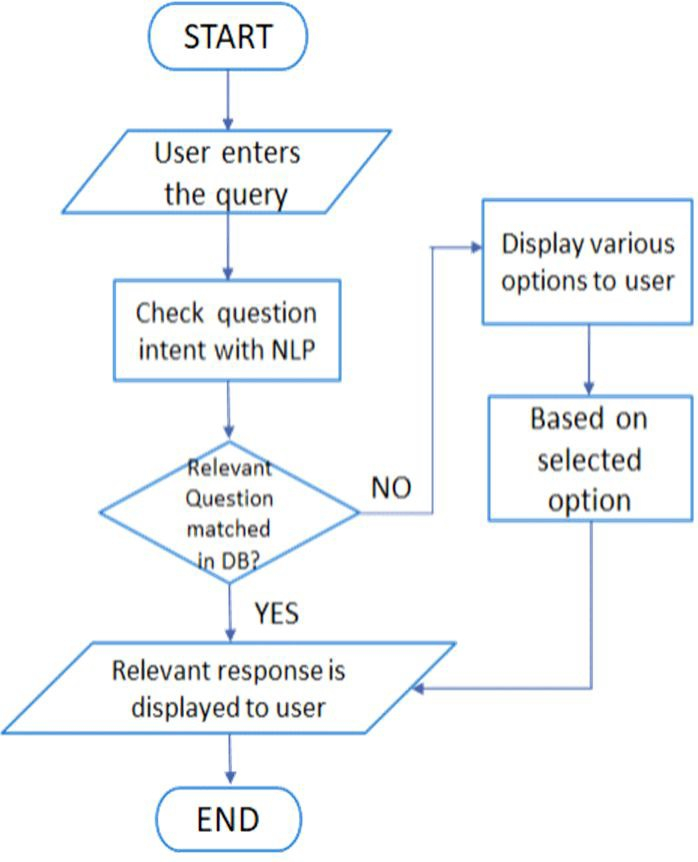 START
User enters
the query
Check question
intent with NLP
Relevant
Question
matched
in DB?
NO
Display various
options to user
Based on
selected
option
YES
Relevant response is
displayed to user
END